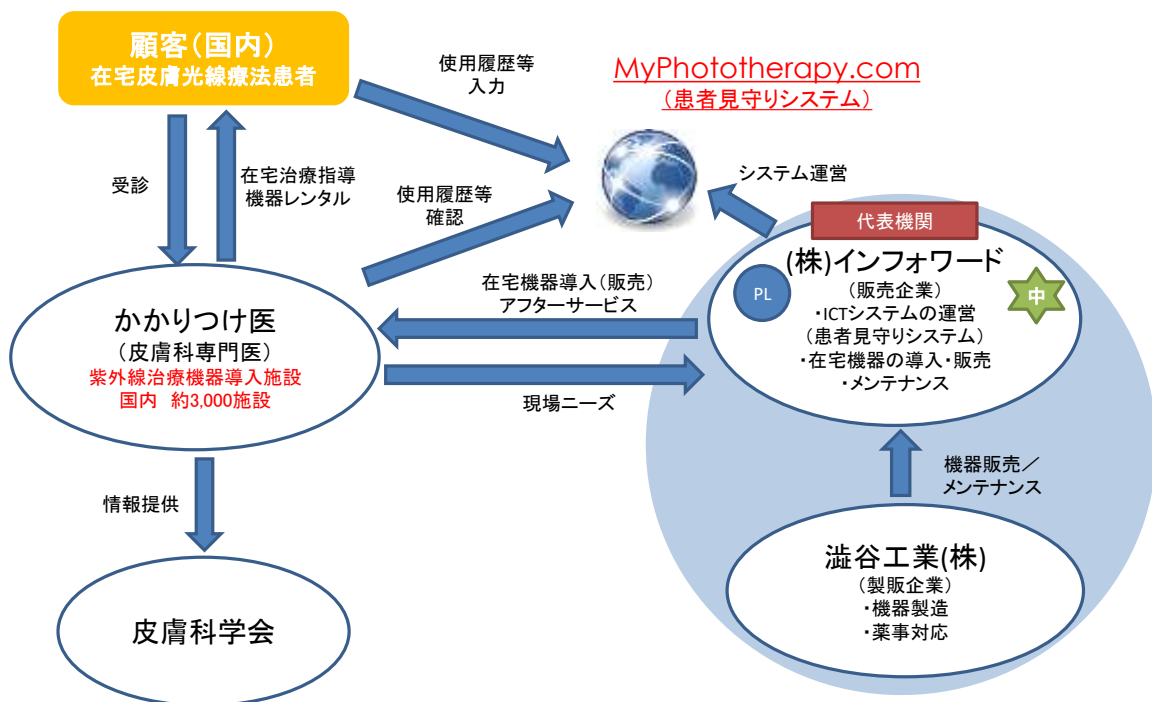 顧客(国内)
在宅皮膚光線療法患者
使用履歴等
入力
MyPhototherapy.com
(患者見守りシステム)
受診
在宅治療指導
機器レンタル
使用履歴等
確認
システム運営
代表機関
(株)インフォワード
(販売企業)
・ICTシステムの運営
(患者見守りシステム)
・在宅機器の導入・販売
・メンテナンス
PL
中
在宅機器導入(販売)
アフターサービス
かかりつけ医
(皮膚科専門医)
紫外線治療機器導入施設
国内 約3,000施設
現場ニーズ
機器販売/
メンテナンス
情報提供
澁谷工業(株)
(製販企業)
・機器製造
・薬事対応
皮膚科学会